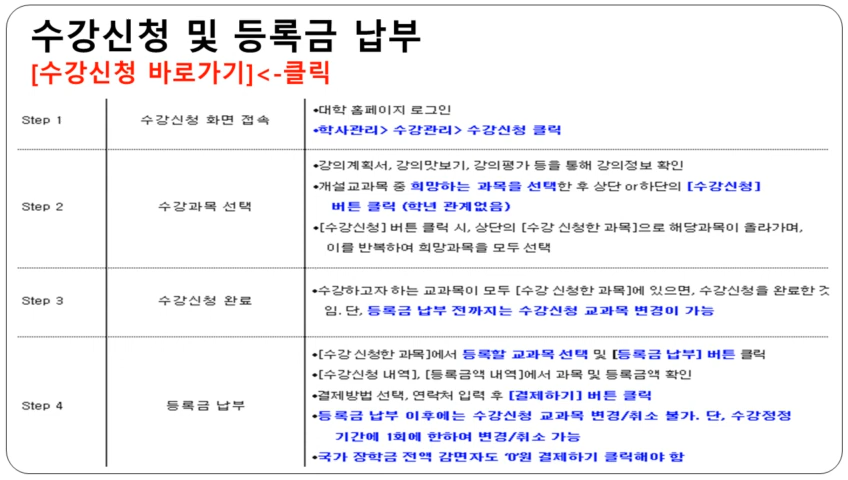 수강신청 및 등록금 납부
[수강신청 바로가기]<-클릭
Step 1
수강신청 화면 접속
•대학 홈페이지 로그인
•학사관리> 수강관리> 수강신청 클릭
Step 2
수강과목 선택
•강의계획서, 강의맛보기, 강의평가 등을 통해 강의정보 확인
•개설교과목 중 희망하는 과목을 선택한 후 상단 or하단의 [수강신청]
버튼 클릭 (학년 관계없음)
•[수강신청] 버튼 클릭 시, 상단의 [수강 신청한 과목]으로 해당과목이 올라가며,
이를 반복하여 희망과목을 모두 선택
Step 3
수강신청 완료
•수강하고자 하는 교과목이 모두 [수강 신청한 과목]에 있으면, 수강신청을 완료한 것
임. 단, 등록금 납부 전까지는 수강신청 교과목 변경이 가능
Step 4
등록금 납부
•[수강 신청한 과목]에서 등록할 교과목 선택 및 [등록금 납부] 버튼 클릭
•[수강신청 내역], [등록금액 내역]에서 과목 및 등록금액 확인
•결제방법 선택, 연락처 입력 후 [결제하기] 버튼 클릭
•등록금 납부 이후에는 수강신청 교과목 변경/취소 불가. 단, 수강정정
기간에 1회에 한하여 변경/취소 가능
•국가 장학금 전액 감면자도 '0'원 결제하기 클릭해야 함